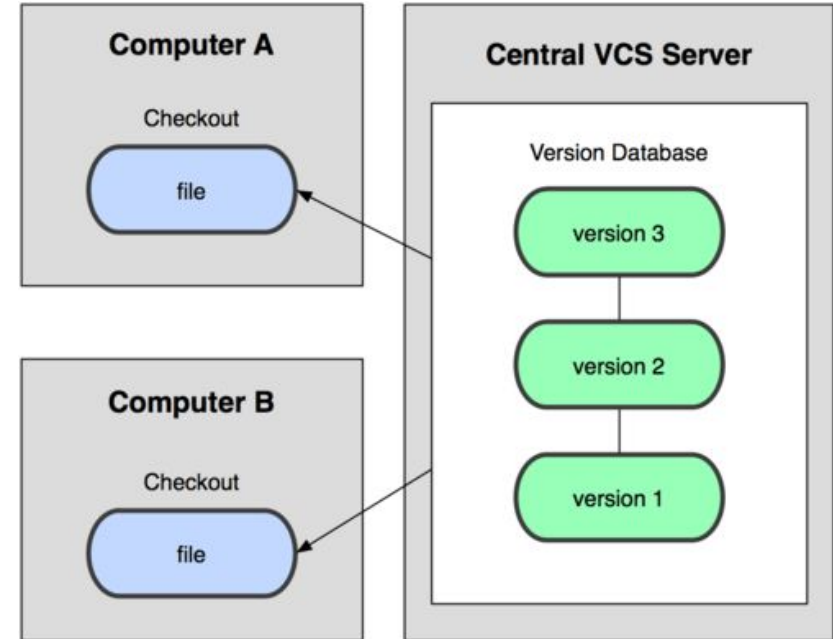 Computer A
Checkout
file
Computer B
Checkout
file
Central VCS Server
Version Database
version 3
version 2
version 1